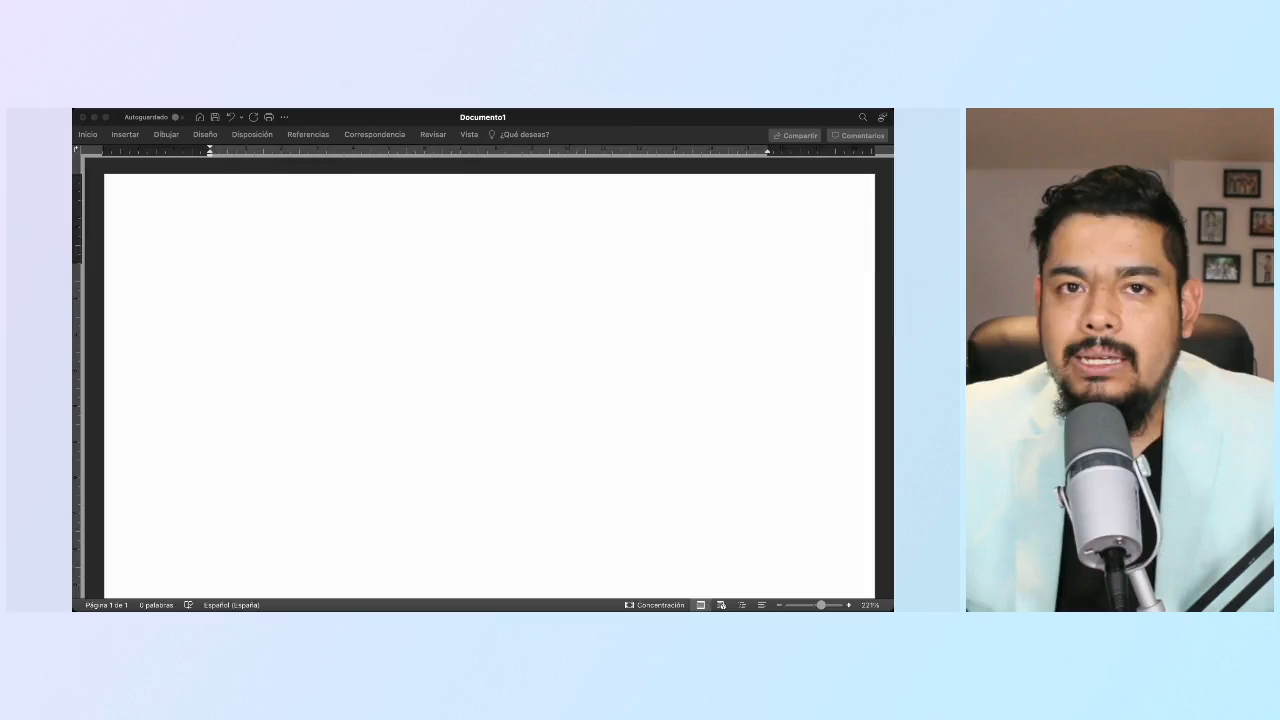 Autoguardado
Documento1
Inicio Insertar Dibujar Diseño Disposición Referencias Correspondencia Revisar Vista ¿Qué deseas? Compartir Comentarios
Página 1 de 1 0 palabras Español (España) Concentración 221%